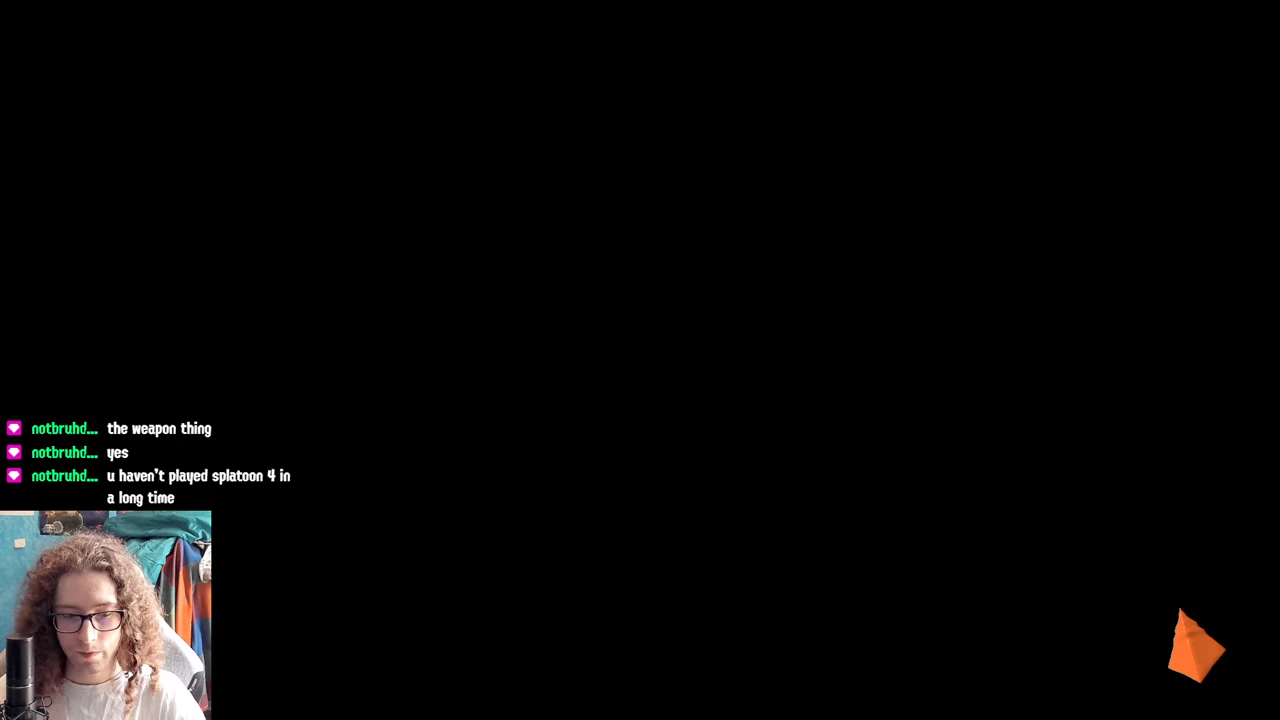 notbruhd... the weapon thing
notbruhd... yes
notbruhd... u haven't played splatoon 4 in
a long time